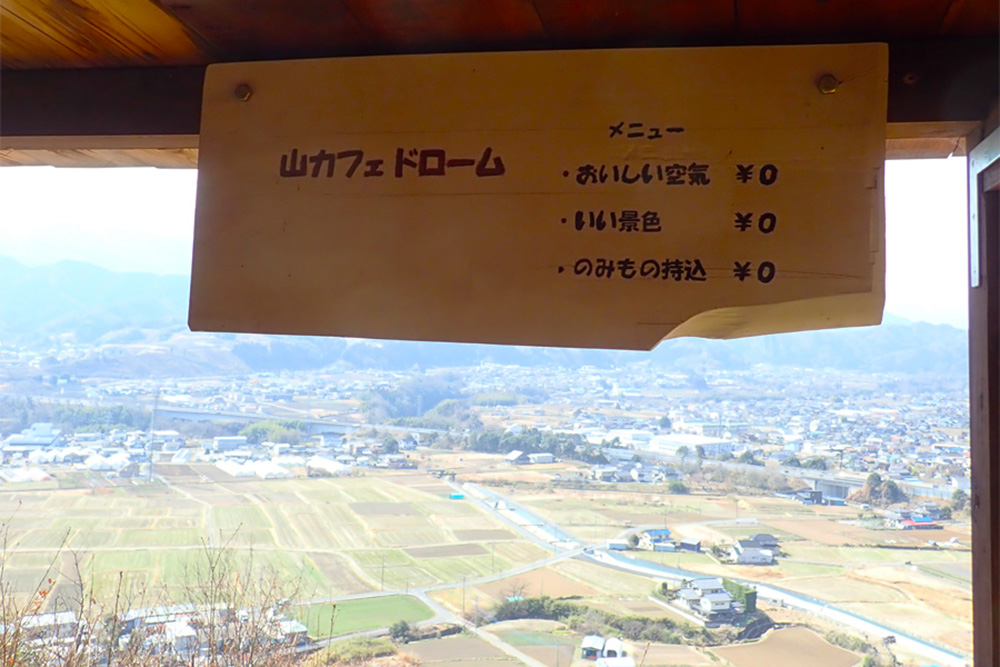 山カフェドローム
メニュー
・おいしい空気 ¥0
・いい景色 ¥0
・のみもの持込 ¥0